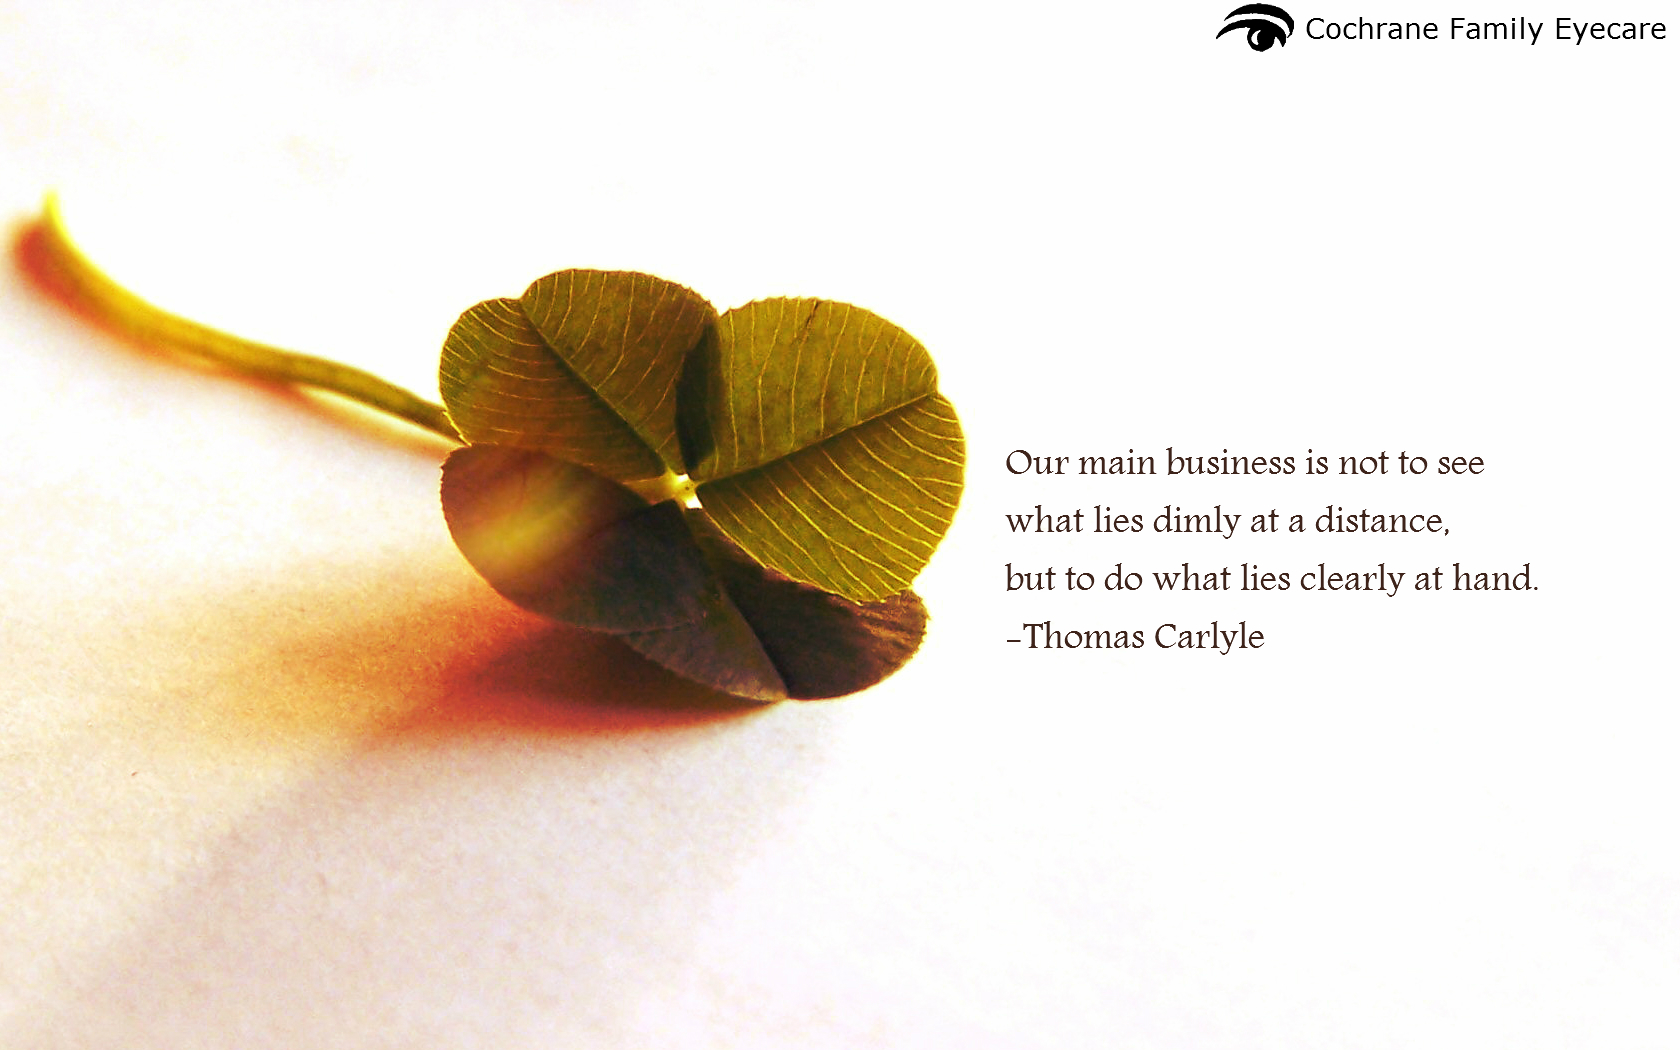 Cochrane Family Eyecare
Our main business is not to see
what lies dimly at a distance,
but to do what lies clearly at hand.
-Thomas Carlyle